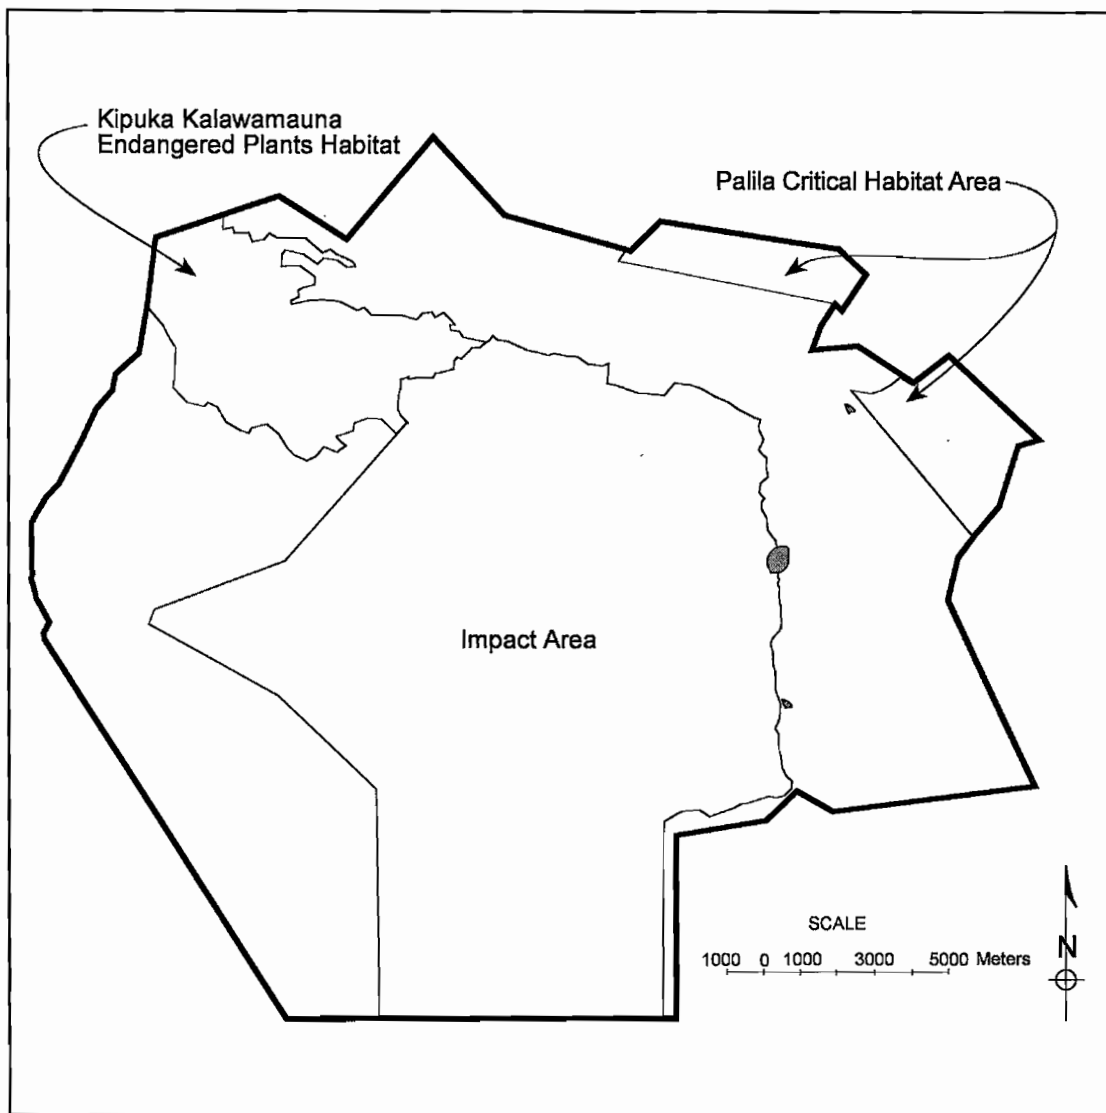 Kipuka Kalawamauna
Endangered Plants Habitat
Palila Critical Habitat Area
Impact Area
SCALE
1000 0 1000 3000 5000 Meters
N